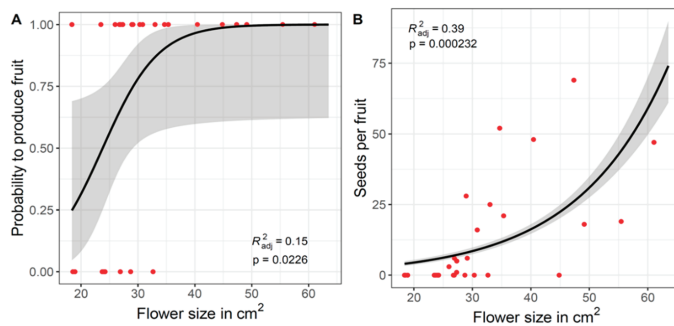 A
Probability to produce fruit
1.00
0.75
0.50
0.25
0.00
R²adj = 0.15
p = 0.0226
20 30 40 50 60
Flower size in cm²
B
Seeds per fruit
75
50
25
0
R²adj = 0.39
p = 0.000232
20 30 40 50 60
Flower size in cm²